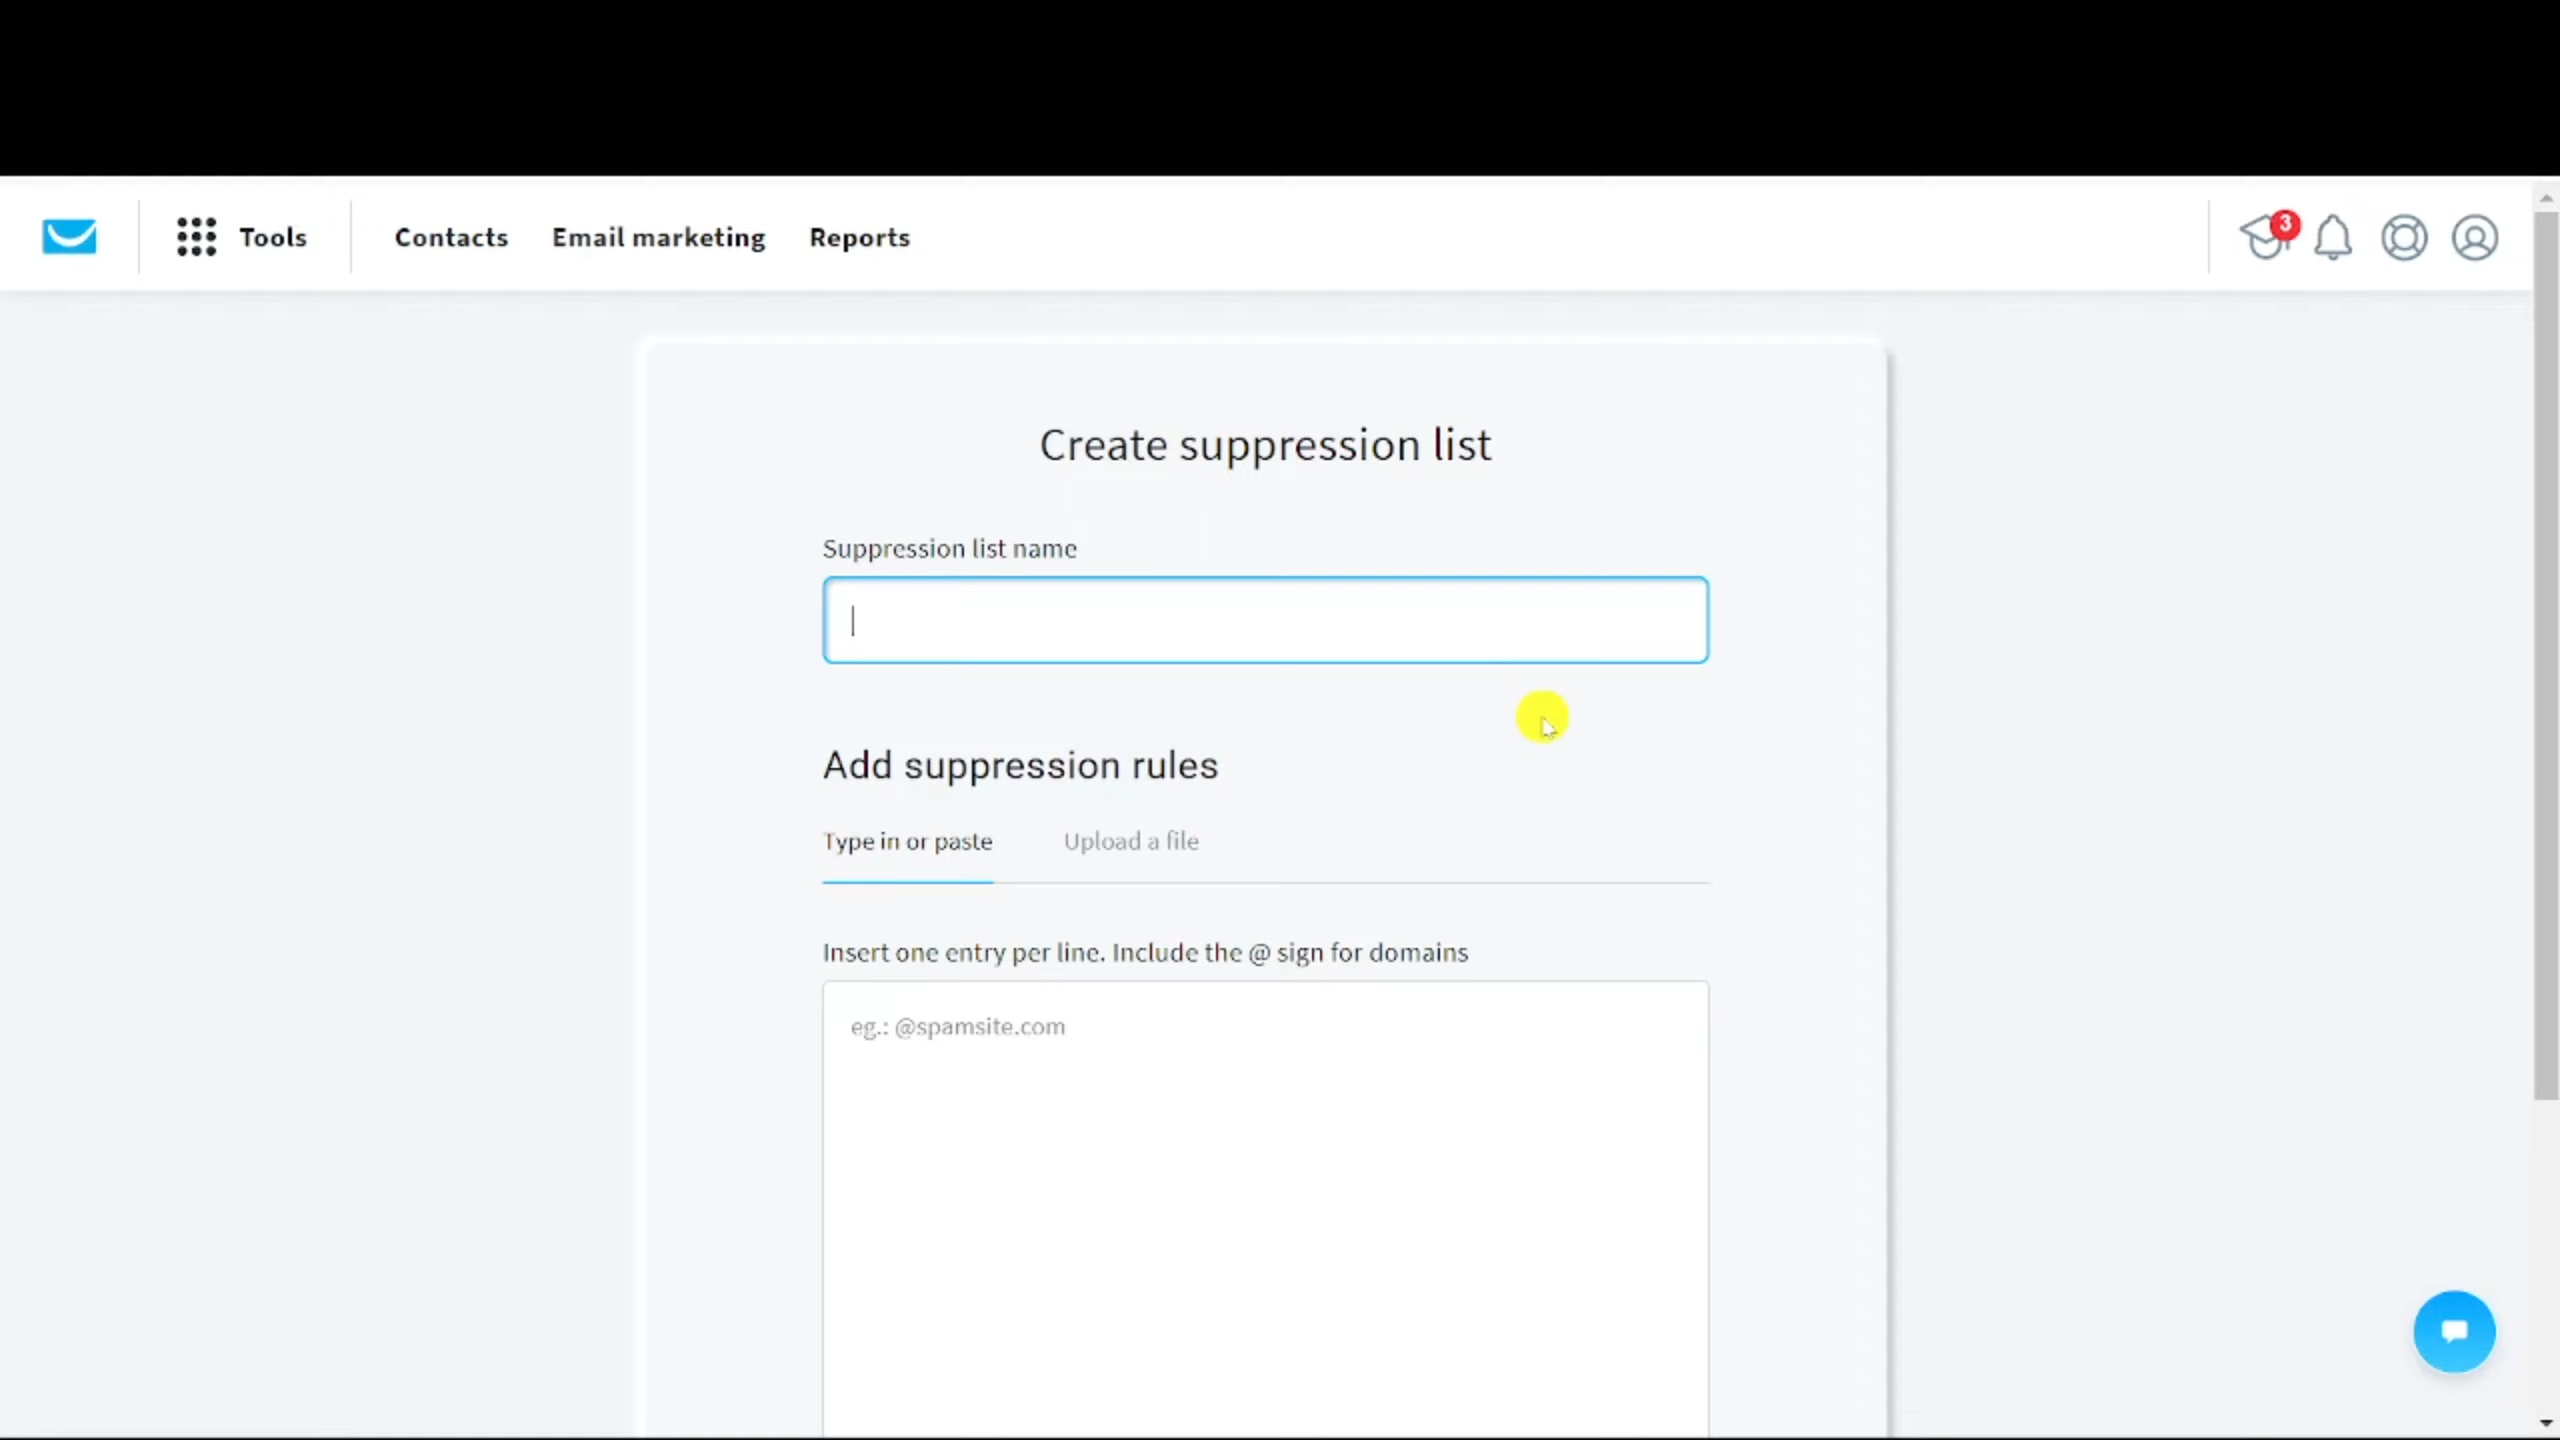 Tools
Contacts
Email marketing
Reports
3
Create suppression list
Suppression list name
Add suppression rules
Type in or paste
Upload a file
Insert one entry per line. Include the @ sign for domains
eg.: @spamsite.com